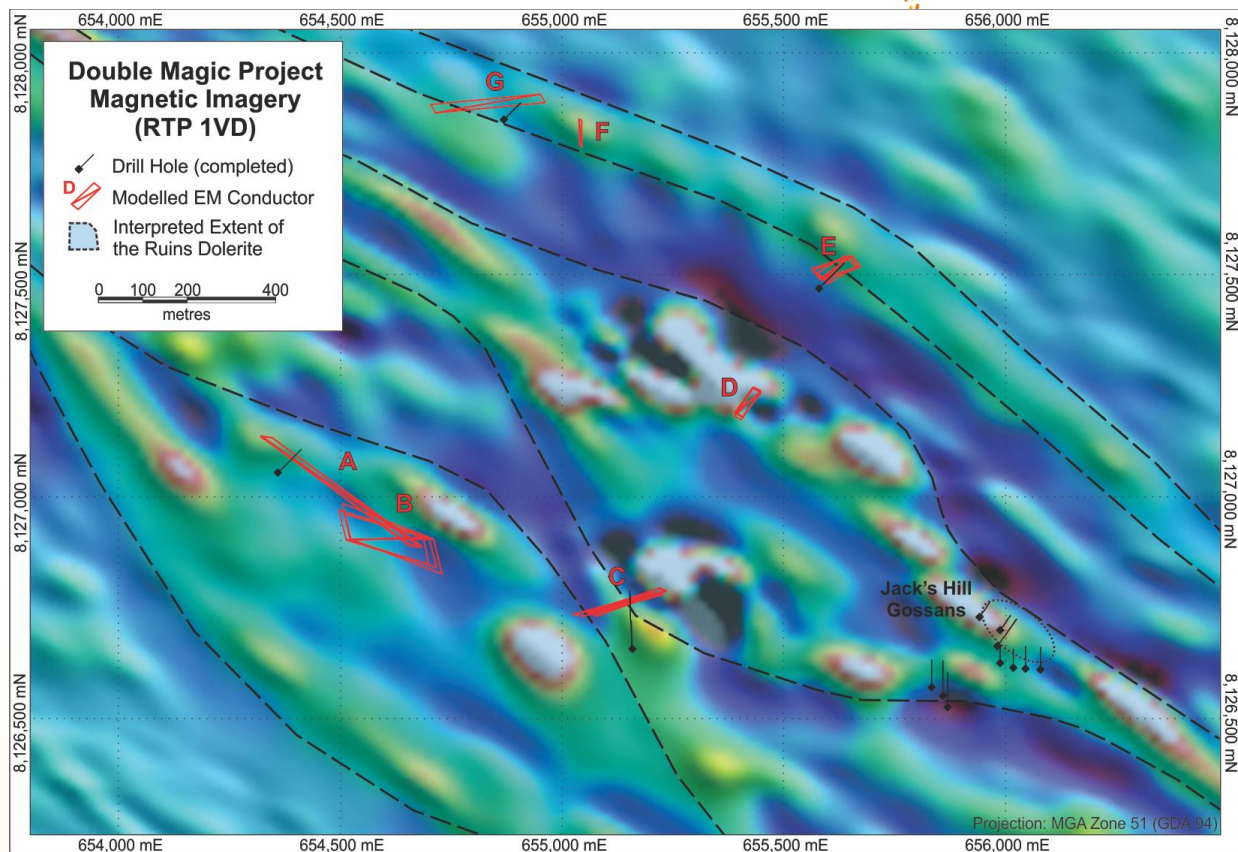 654,000 mE
654,500 mE
655,000 mE
655,500 mE
656,000 mE
8,128,000 mN
8,128,000 mN
Double Magic Project
Magnetic Imagery
(RTP 1VD)
Drill Hole (completed)
D
Modelled EM Conductor
Interpreted Extent of
the Ruins Dolerite
0 100 200 400
metres
G
F
E
8,127,500 mN
8,127,500 mN
D
A
B
8,127,000 mN
8,127,000 mN
C
Jack's Hill
Gossans
8,126,500 mN
8,126,500 mN
Projection: MGA Zone 51 (GDA 94)
654,000 mE
654,500 mE
655,000 mE
655,500 mE
656,000 mE